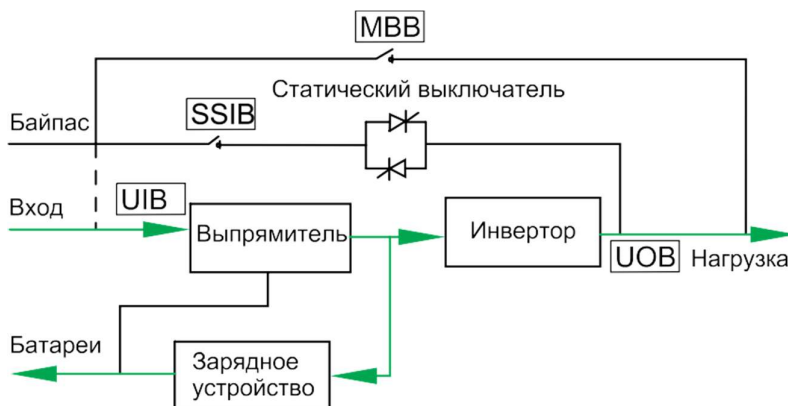 MBB
Статический выключатель
Байпас
SSIB
Вход
UIB
Выпрямитель
Инвертор
UOB
Нагрузка
Батареи
Зарядное
устройство